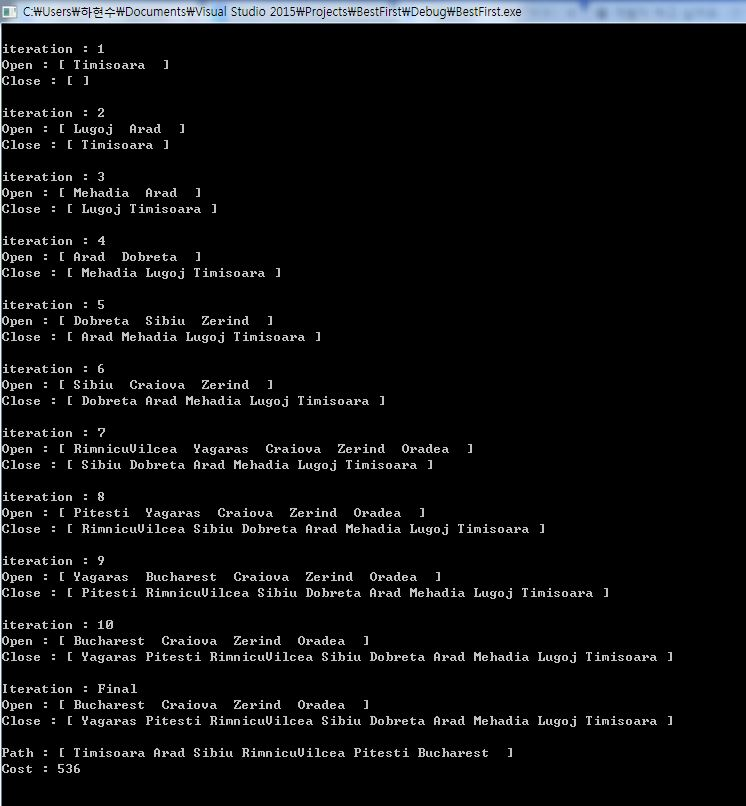 C:₩Users₩하현수₩Documents₩Visual Studio 2015₩Projects₩BestFirst₩Debug₩BestFirst.exe
iteration : 1
Open : [ Timisoara  ]
Close : [ ]
iteration : 2
Open : [ Lugoj  Arad  ]
Close : [ Timisoara ]
iteration : 3
Open : [ Mehadia  Arad  ]
Close : [ Lugoj Timisoara ]
iteration : 4
Open : [ Arad  Dobreta  ]
Close : [ Mehadia Lugoj Timisoara ]
iteration : 5
Open : [ Dobreta  Sibiu  Zerind  ]
Close : [ Arad Mehadia Lugoj Timisoara ]
iteration : 6
Open : [ Sibiu  Craiova  Zerind  ]
Close : [ Dobreta Arad Mehadia Lugoj Timisoara ]
iteration : 7
Open : [ RimnicuVilcea  Yagaras  Craiova  Zerind  Oradea  ]
Close : [ Sibiu Dobreta Arad Mehadia Lugoj Timisoara ]
iteration : 8
Open : [ Pitesti  Yagaras  Craiova  Zerind  Oradea  ]
Close : [ RimnicuVilcea Sibiu Dobreta Arad Mehadia Lugoj Timisoara ]
iteration : 9
Open : [ Yagaras  Bucharest  Craiova  Zerind  Oradea  ]
Close : [ Pitesti RimnicuVilcea Sibiu Dobreta Arad Mehadia Lugoj Timisoara ]
iteration : 10
Open : [ Bucharest  Craiova  Zerind  Oradea  ]
Close : [ Yagaras Pitesti RimnicuVilcea Sibiu Dobreta Arad Mehadia Lugoj Timisoara ]
Iteration : Final
Open : [ Bucharest  Craiova  Zerind  Oradea  ]
Close : [ Yagaras Pitesti RimnicuVilcea Sibiu Dobreta Arad Mehadia Lugoj Timisoara ]
Path : [ Timisoara Arad Sibiu RimnicuVilcea Pitesti Bucharest  ]
Cost : 536